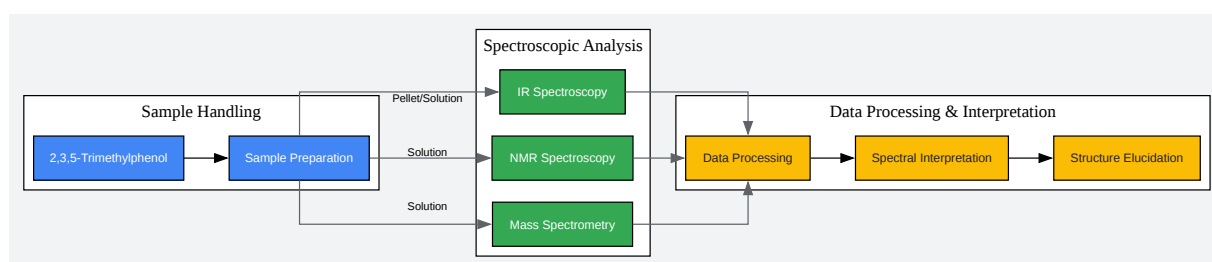 Sample Handling
2,3,5-Trimethylphenol
Sample Preparation
Pellet/Solution
Solution
Solution
Spectroscopic Analysis
IR Spectroscopy
NMR Spectroscopy
Mass Spectrometry
Data Processing & Interpretation
Data Processing
Spectral Interpretation
Structure Elucidation